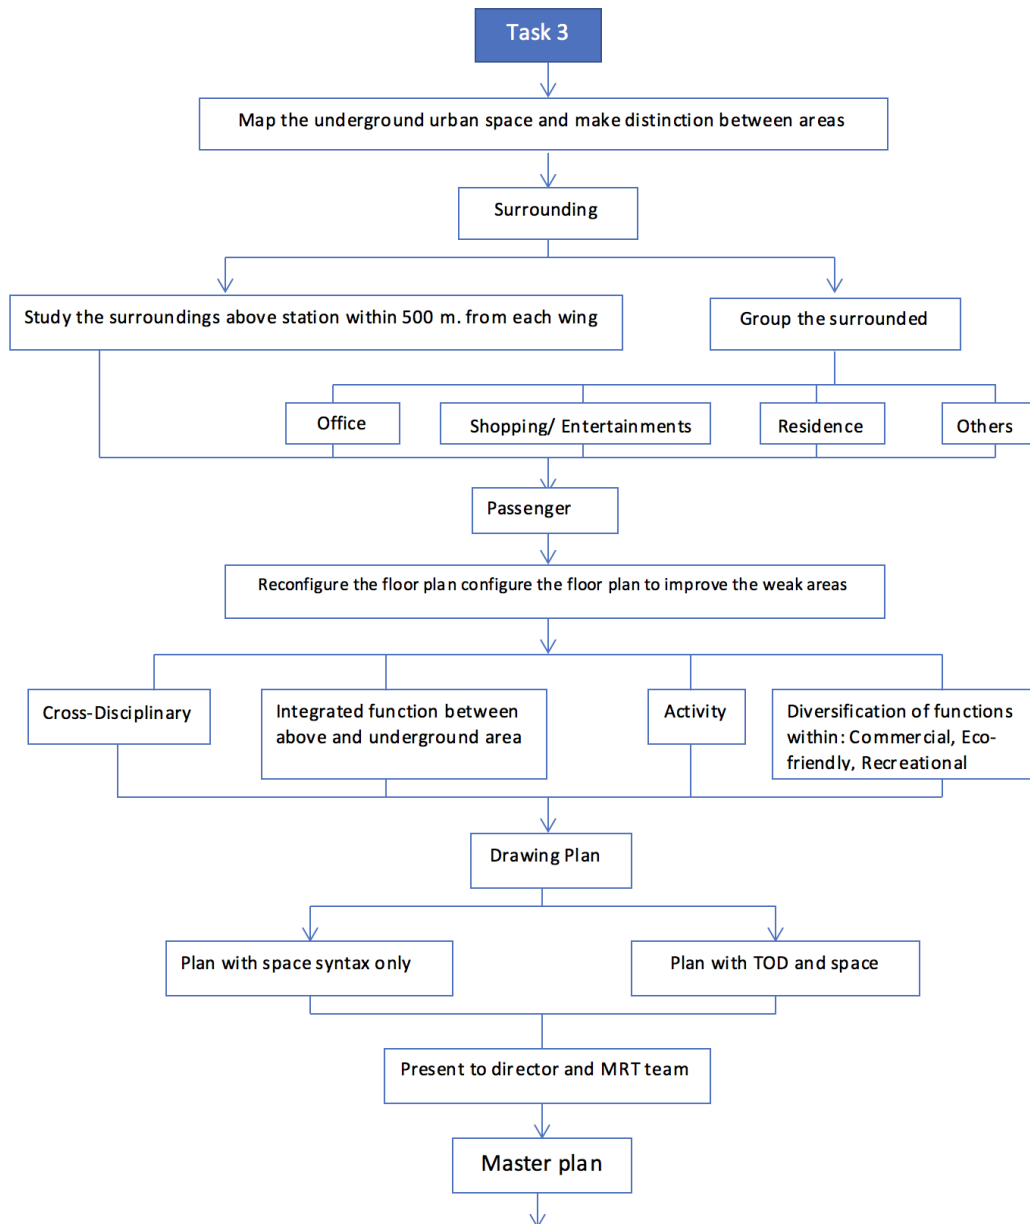 Task 3
Map the underground urban space and make distinction between areas
Surrounding
Study the surroundings above station within 500 m. from each wing
Group the surrounded
Office
Shopping/ Entertainments
Residence
Others
Passenger
Reconfigure the floor plan configure the floor plan to improve the weak areas
Cross-Disciplinary
Integrated function between
above and underground area
Activity
Diversification of functions
within: Commercial, Eco-
friendly, Recreational
Drawing Plan
Plan with space syntax only
Plan with TOD and space
Present to director and MRT team
Master plan